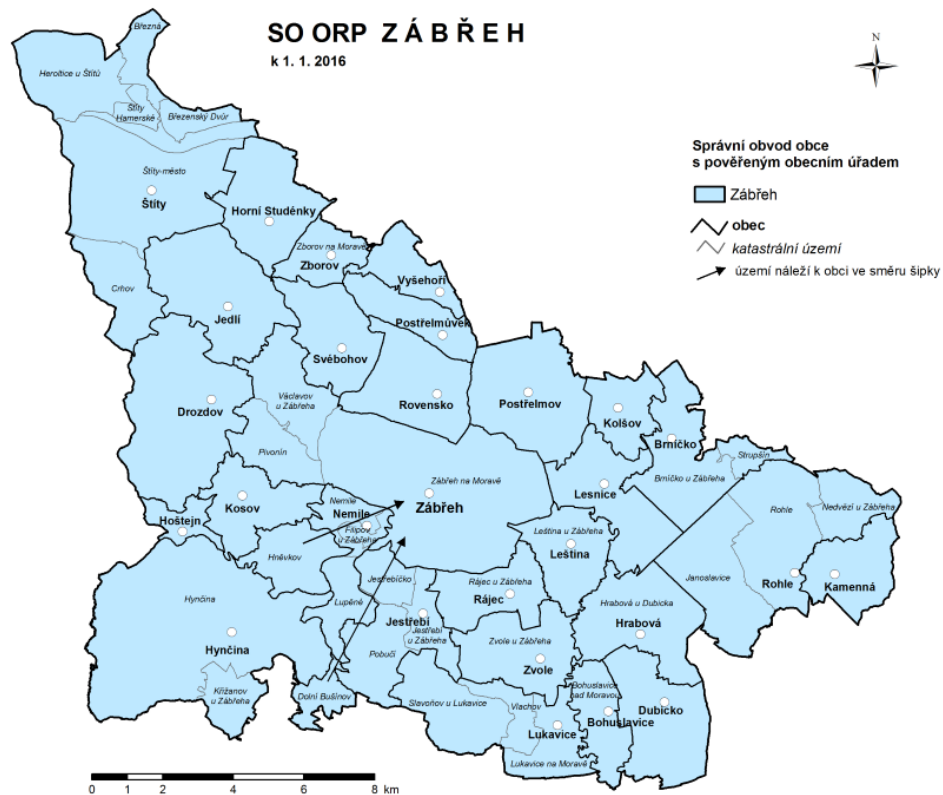 SO ORP Z Á B Ř E H
k 1. 1. 2016
N
Správní obvod obce
s pověřeným obecním úřadem
Zábřeh
obec
katastrální území
území náleží k obci ve směru šipky
Březná
Heroltice u Štítů
Štíty
Hamerské
Březenský Dvůr
Štíty-město
Štíty
Horní Studénky
Zborov na Moravě
Zborov
Vyšehoří
Crhov
Jedlí
Postřelmůvek
Svébohov
Václavov
u Zábřeha
Drozdov
Rovensko
Postřelmov
Kolšov
Brníčko
Pivonín
Strupšín
Brníčko u Zábřeha
Zábřeh na Moravě
Zábřeh
Lesnice
Rohle
Nedvězí u Zábřeha
Kosov
Nemile
Nemile
Filipov
u Zábřeha
Hoštejn
Leština u Zábřeha
Leština
Hněvkov
Jestřebíčko
Rájec u Zábřeha
Rájec
Janoslavice
Rohle
Kamenná
Hynčina
Lupěné
Jestřebí
Jestřebí
u Zábřeha
Hrabová u Dubicka
Hrabová
Hynčina
Pobučí
Zvole u Zábřeha
Zvole
Křižanov
u Zábřeha
Dolní Bušínov
Slavoňov u Lukavice
Vlachov
Bohuslavice
nad Moravou
Bohuslavice
Dubicko
Lukavice
Lukavice na Moravě
0 1 2 4 6 8 km